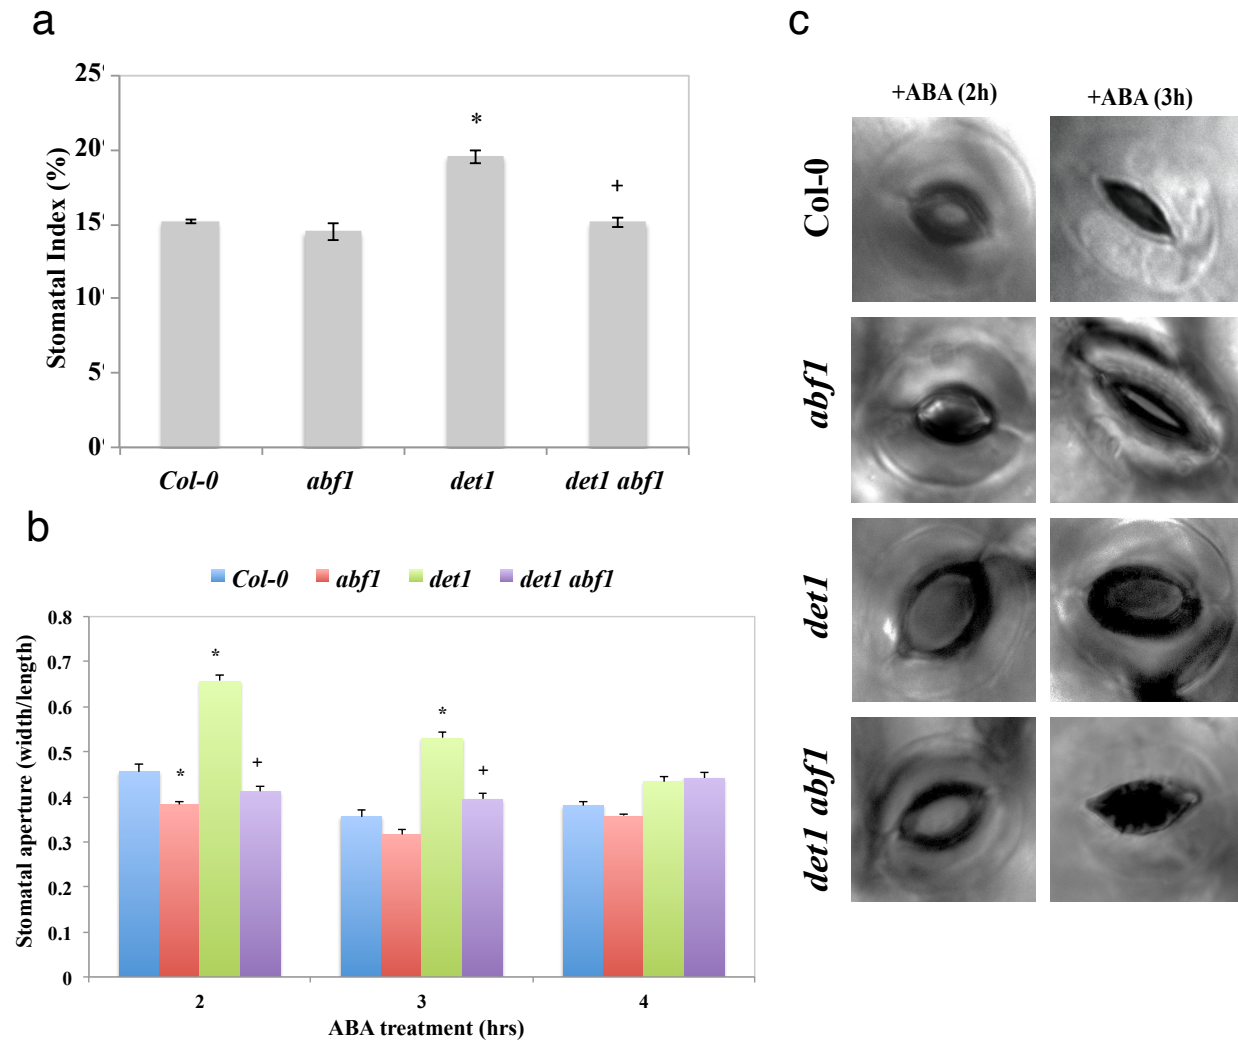 a
25'
20'
15'
10'
5'
0'
Stomatal Index (%)
*
+
Col-0 abf1 det1 det1 abf1
b
Col-0 abf1 det1 det1 abf1
0.8
0.7
0.6
0.5
0.4
0.3
0.2
0.1
0
Stomatal aperture (width/length)
* * +
* +
2 3 4
ABA treatment (hrs)
c
+ABA (2h) +ABA (3h)
Col-0
abf1
det1
det1 abf1